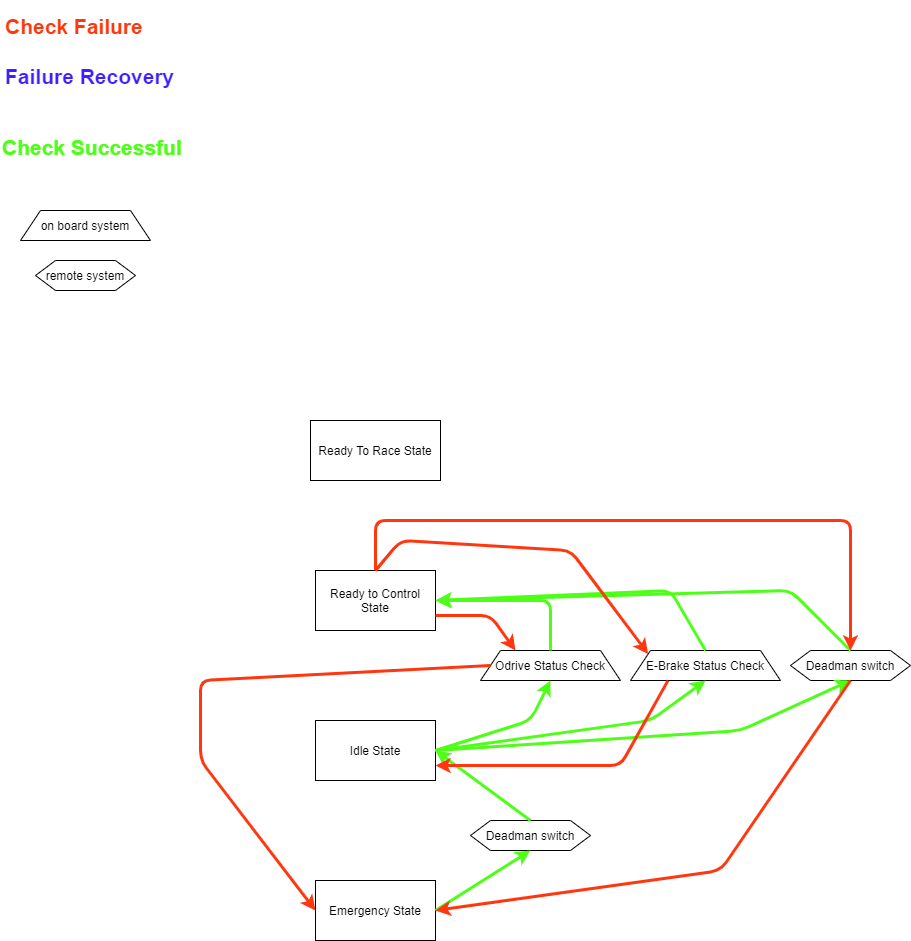 Check Failure
Failure Recovery
Check Successful
on board system
remote system
Ready To Race State
Ready to Control
State
Odrive Status Check
E-Brake Status Check
Deadman switch
Idle State
Deadman switch
Emergency State